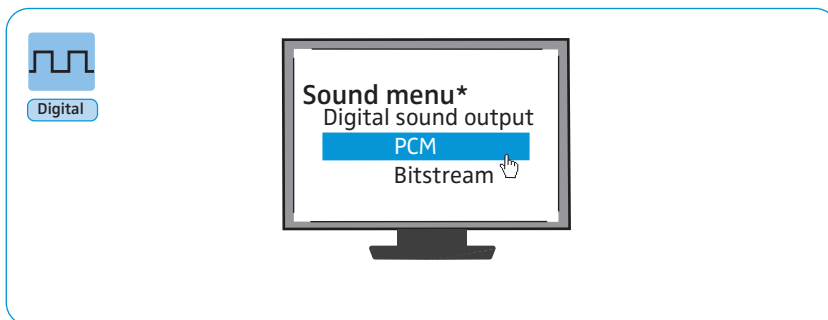 Digital
Sound menu*
Digital sound output
PCM
Bitstream